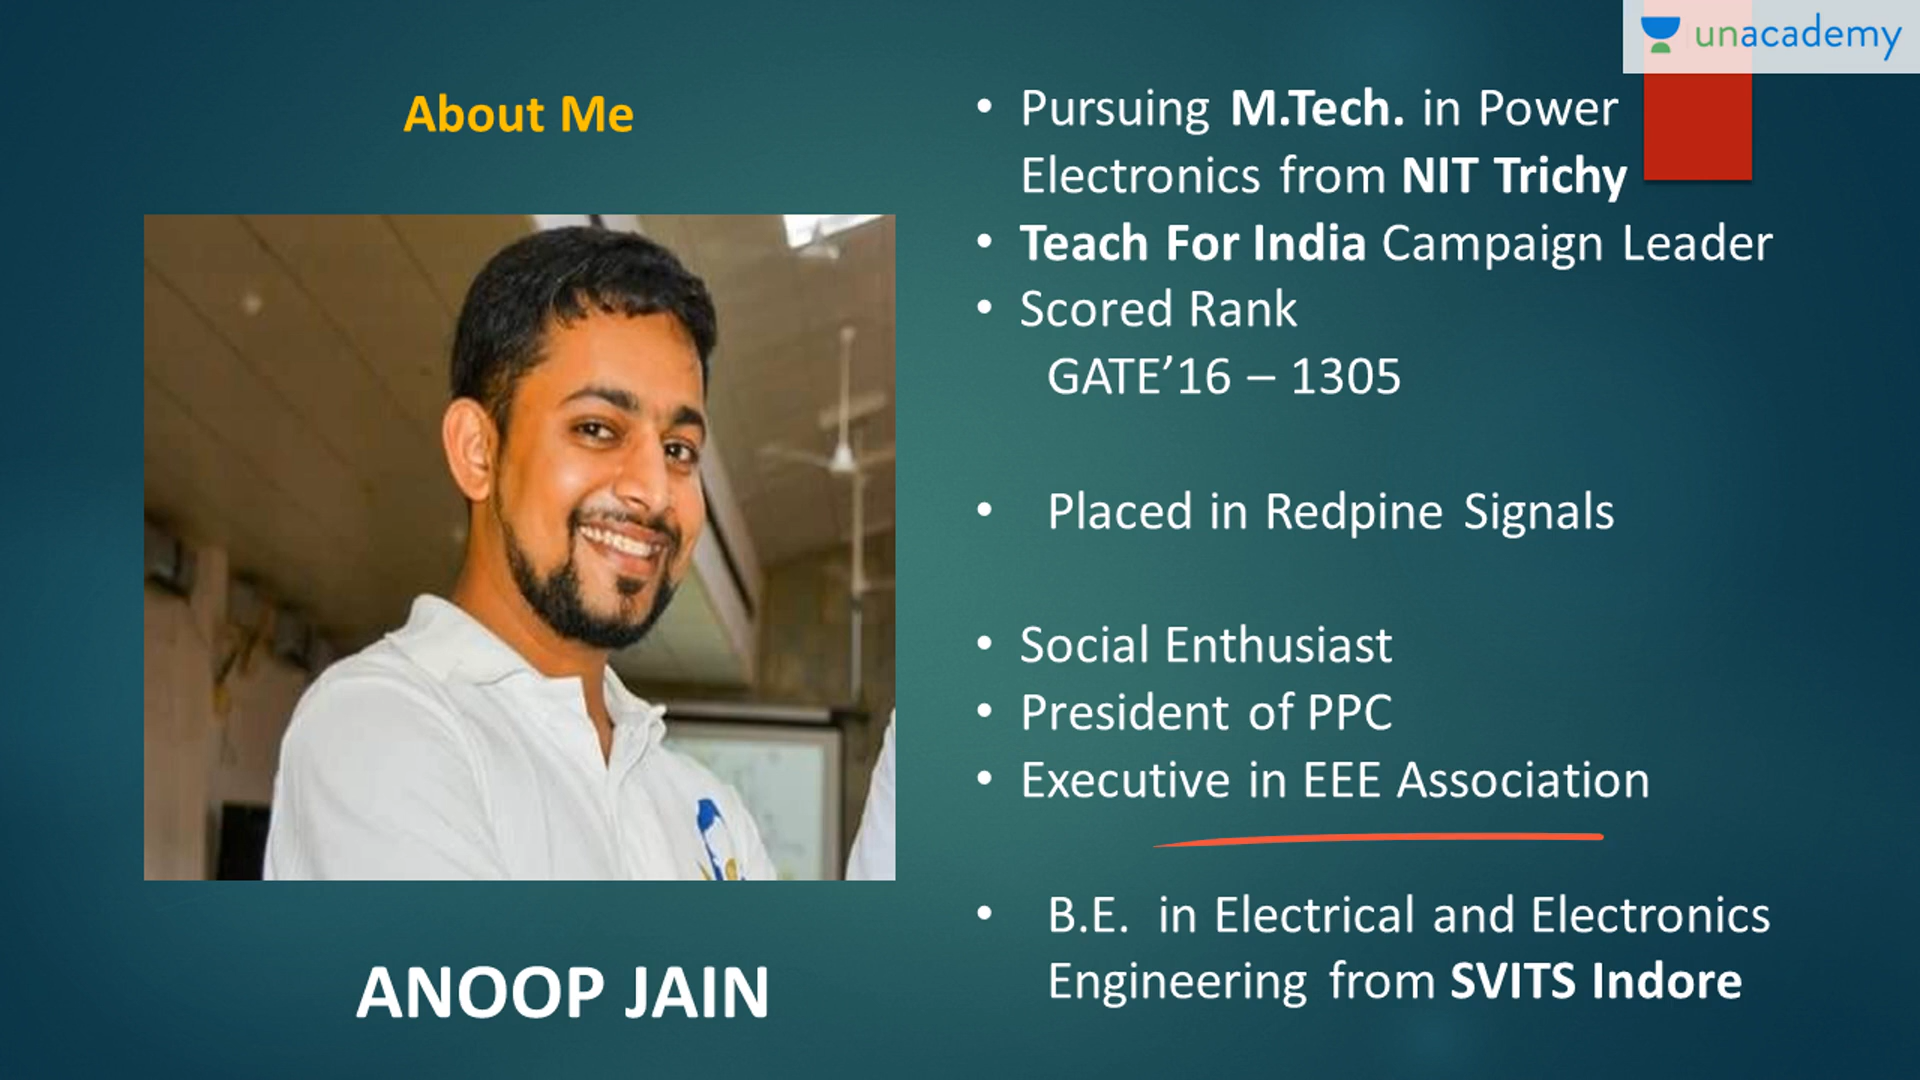 unacademy
About Me
• Pursuing M.Tech. in Power
Electronics from NIT Trichy
• Teach For India Campaign Leader
• Scored Rank
GATE’16 – 1305
• Placed in Redpine Signals
• Social Enthusiast
• President of PPC
• Executive in EEE Association
• B.E. in Electrical and Electronics
Engineering from SVITS Indore
ANOOP JAIN